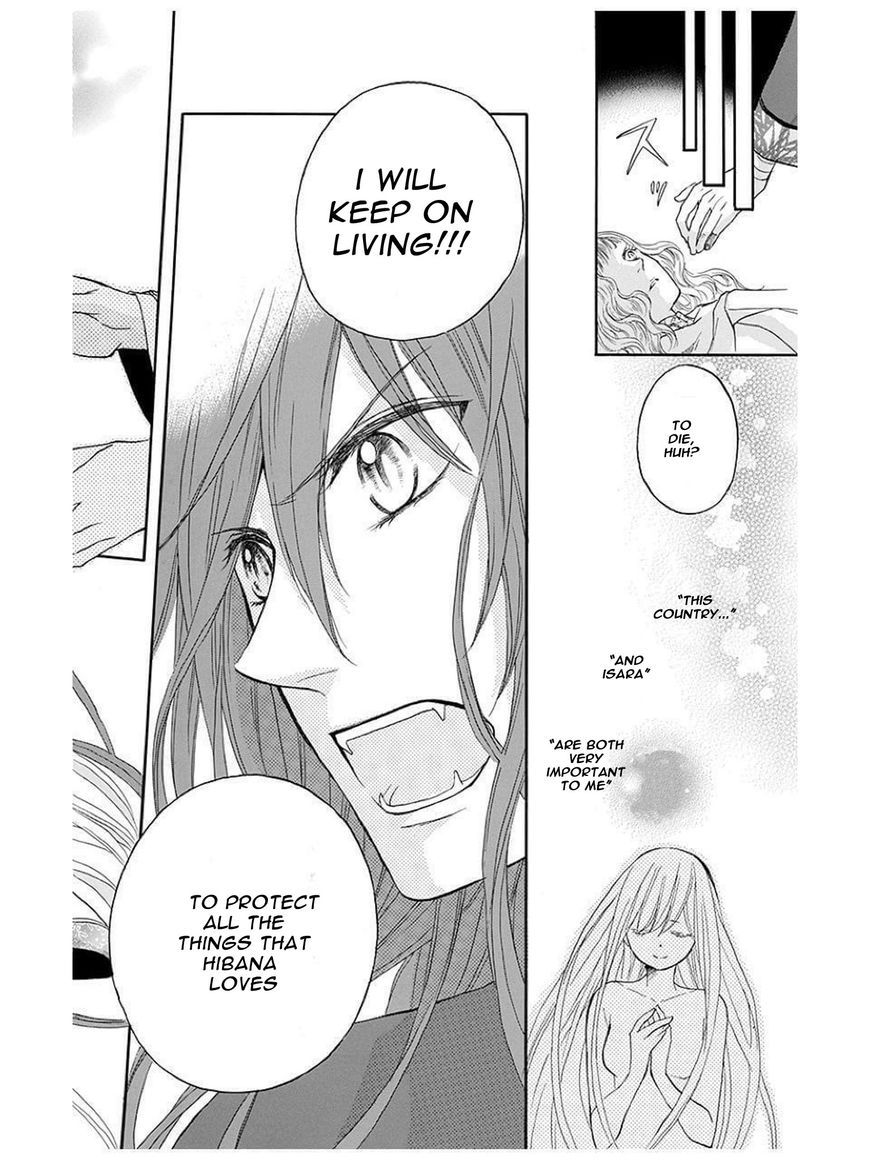 スッ
TO
DIE,
HUH?
"THIS
COUNTRY..."
"AND
ISARA"
"ARE BOTH
VERY
IMPORTANT
TO ME"
I WILL
KEEP ON
LIVING!!!
TO PROTECT
ALL THE
THINGS THAT
HIBANA
LOVES